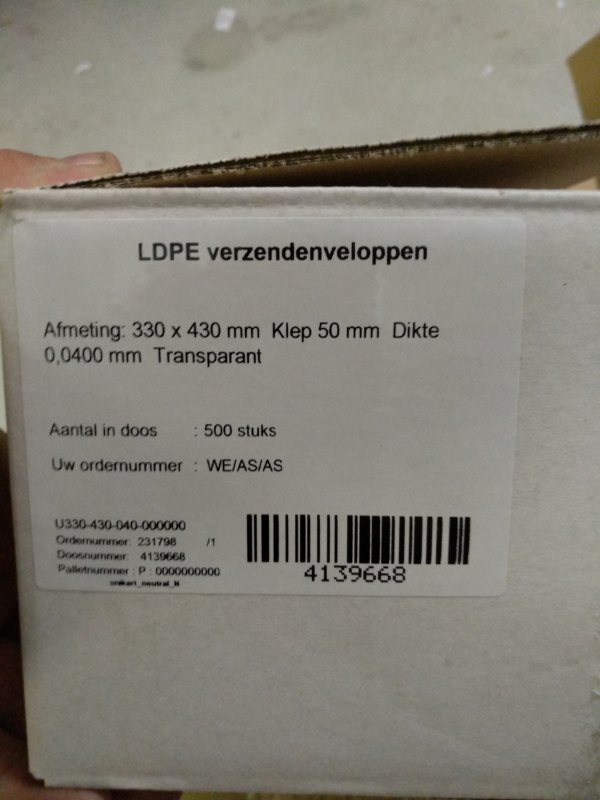 LDPE verzendenveloppen
Afmeting: 330 x 430 mm Klep 50 mm Dikte
0,0400 mm Transparant
Aantal in doos : 500 stuks
Uw ordernummer : WE/AS/AS
U330-430-040-000000
Ordernummer: 231798 /1
Doosnummer: 4139668
Palletnummer : P : 0000000000
unikart_neutral_N
4139668